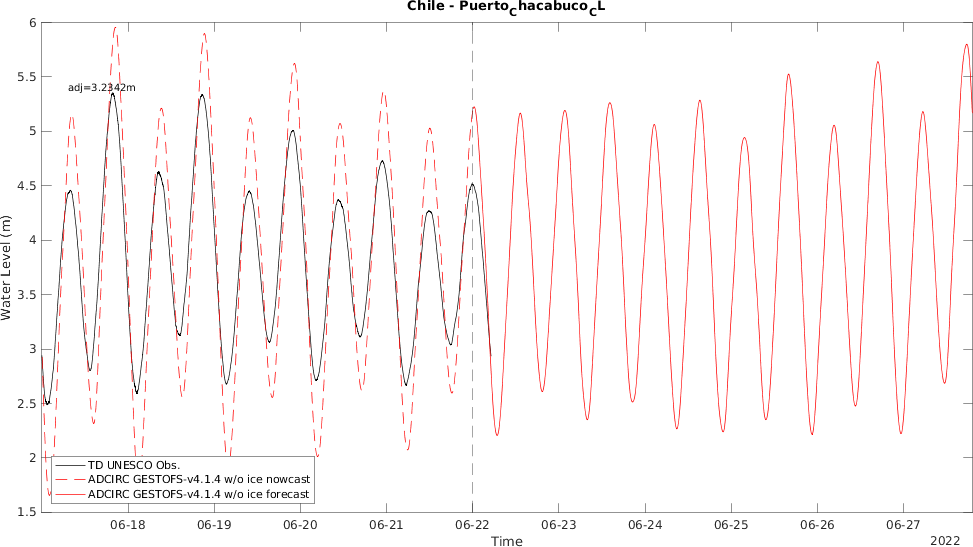 Chile - Puerto_Chacabuco_CL
adj=3.2342m
Water Level (m)
6
5.5
5
4.5
4
3.5
3
2.5
2
1.5
TD UNESCO Obs.
ADCIRC GESTOFS-v4.1.4 w/o ice nowcast
ADCIRC GESTOFS-v4.1.4 w/o ice forecast
06-18 06-19 06-20 06-21 06-22 06-23 06-24 06-25 06-26 06-27
Time
2022